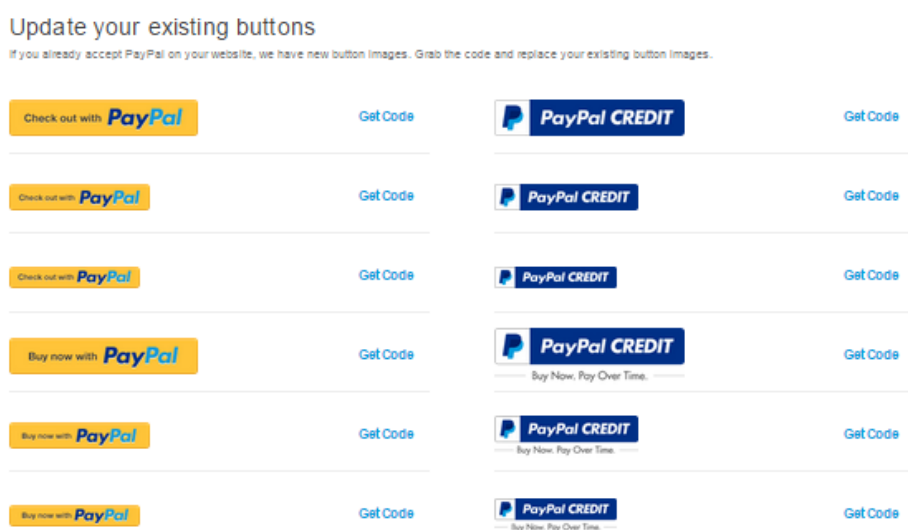 Update your existing buttons
If you already accept PayPal on your website, we have new button images. Grab the code and replace your existing button images.
Check out with PayPal Get Code PayPal CREDIT Get Code
Check out with PayPal Get Code PayPal CREDIT Get Code
Check out with PayPal Get Code PayPal CREDIT Get Code
Buy now with PayPal Get Code PayPal CREDIT Get Code
Buy Now. Pay Over Time.
Buy now with PayPal Get Code PayPal CREDIT Get Code
Buy Now. Pay Over Time.
Buy now with PayPal Get Code PayPal CREDIT Get Code
Buy Now. Pay Over Time.